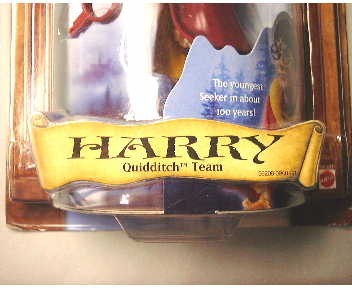 The youngest
Seeker in about
100 years!
HARRY
Quidditch™ Team